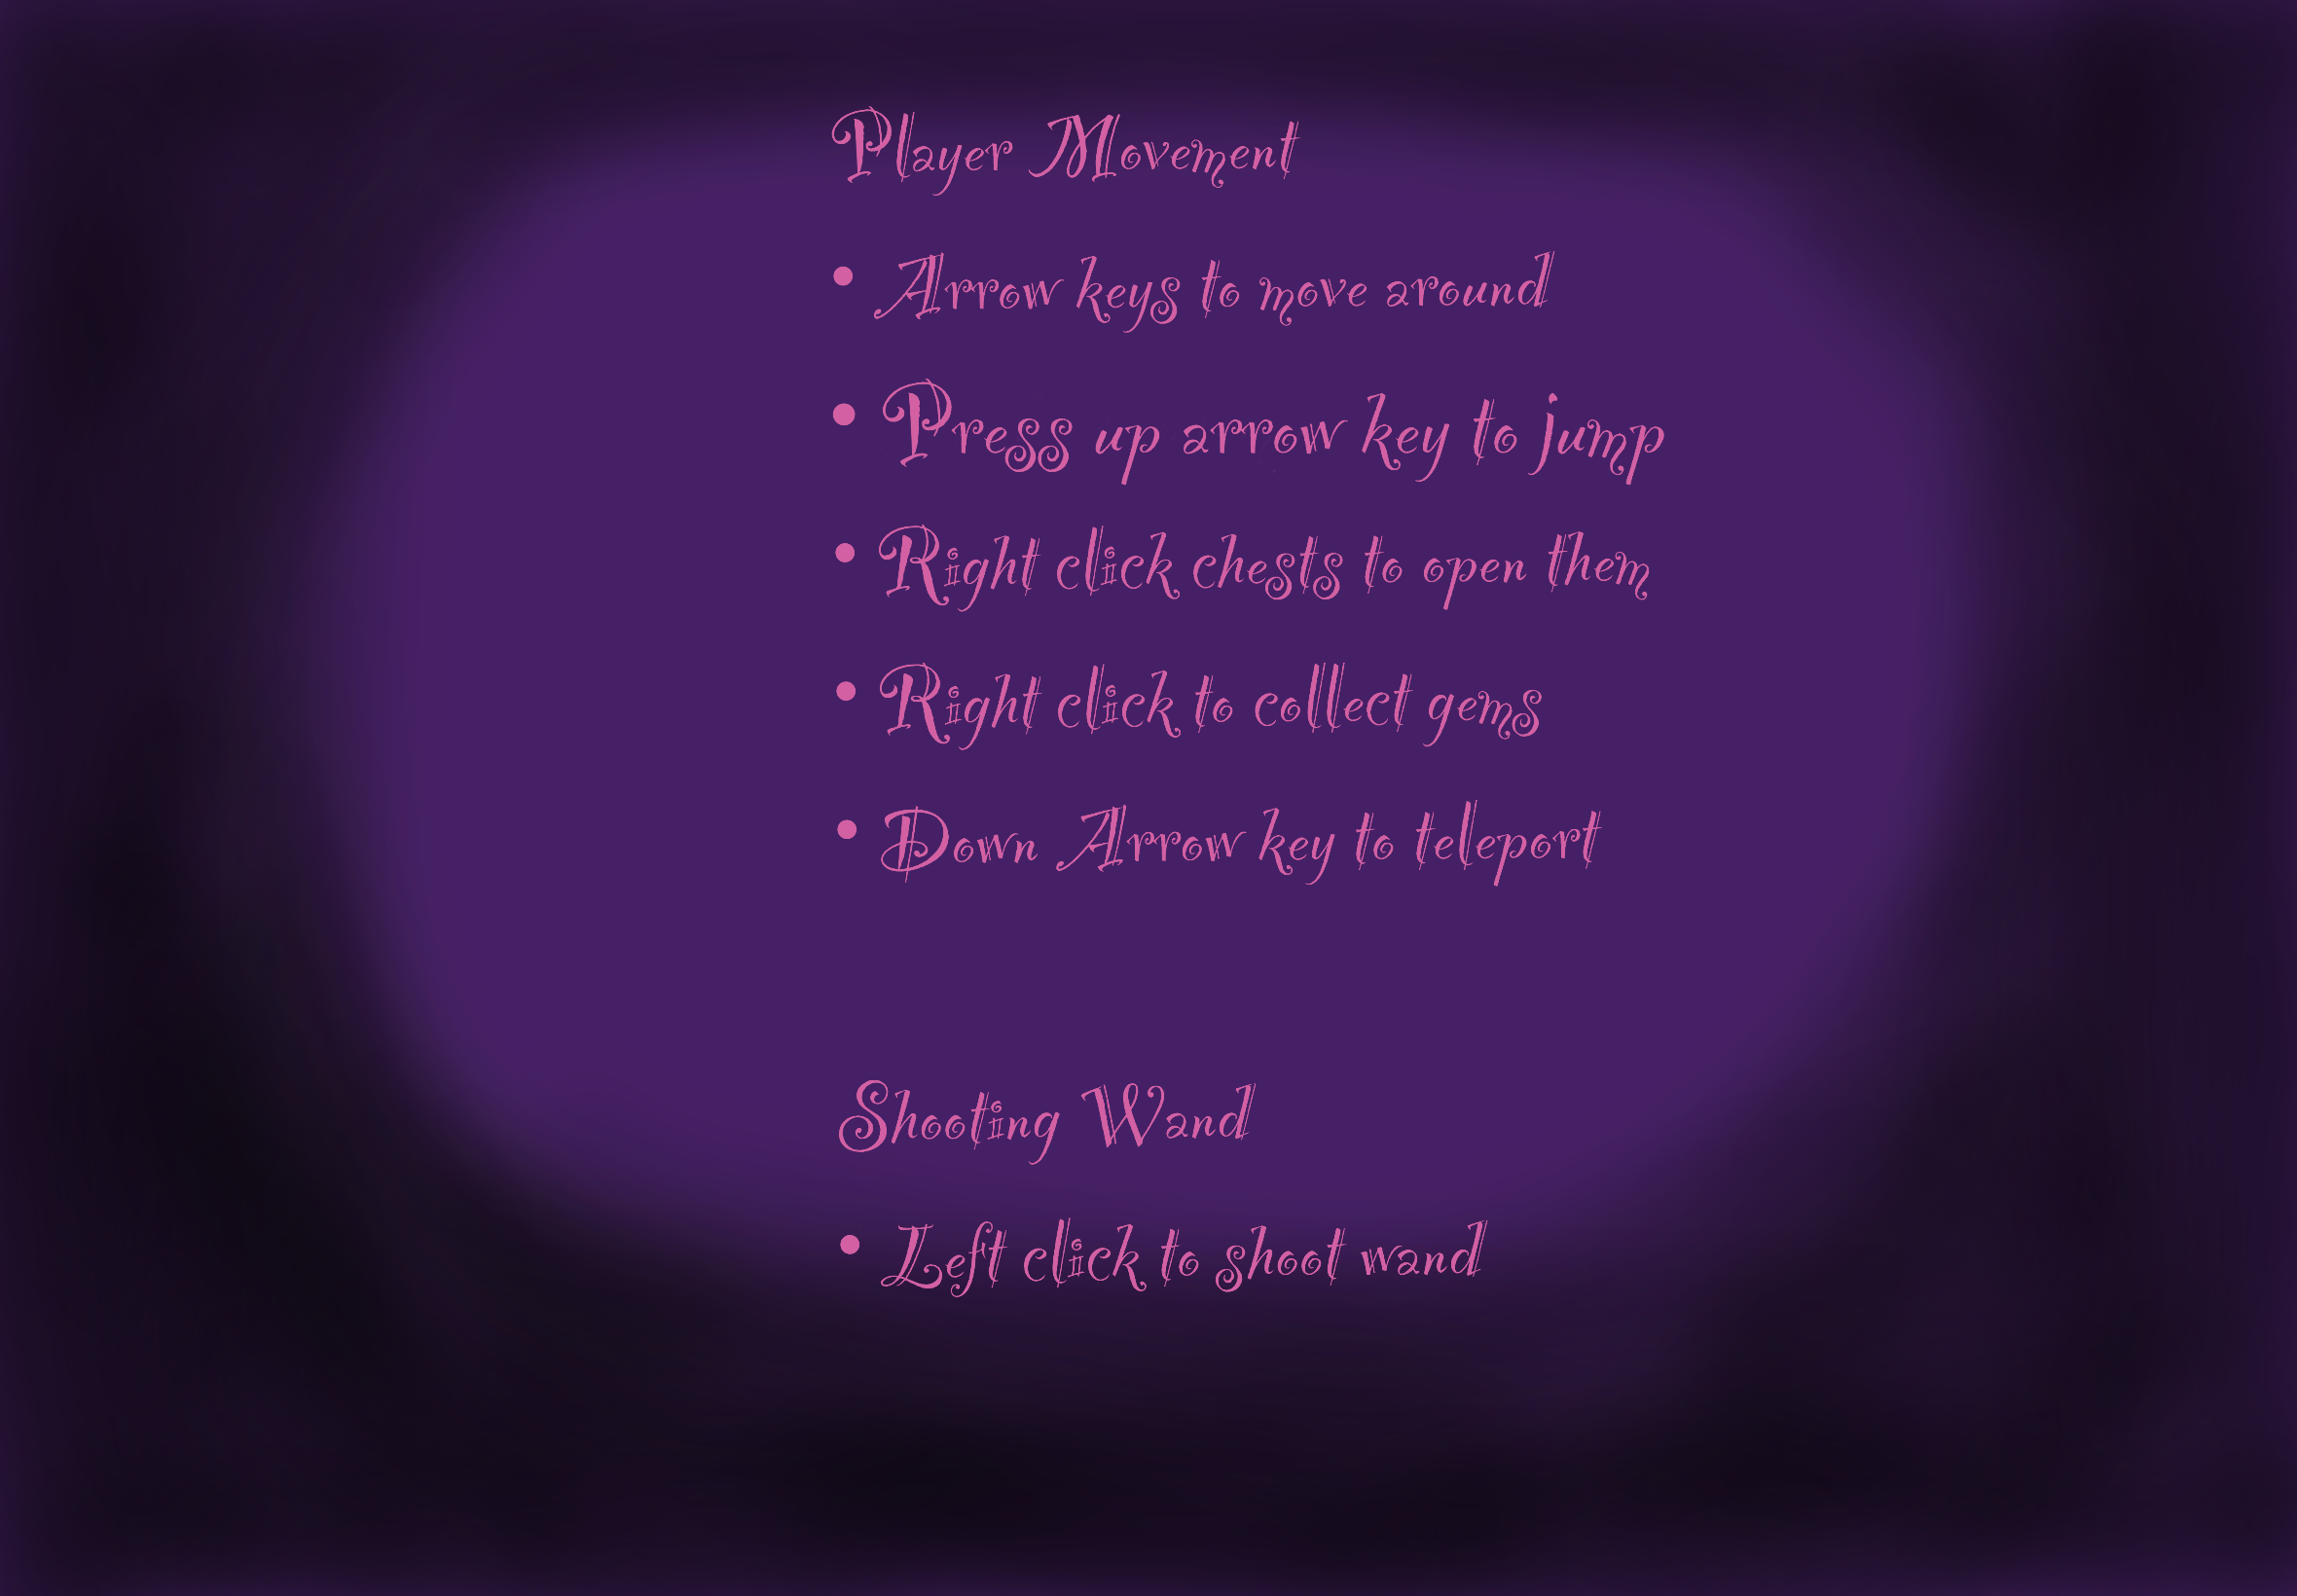 Player Movement
• Arrow keys to move around
• Press up arrow key to jump
• Right click chests to open them
• Right click to collect gems
• Down Arrow key to teleport
Shooting Wand
• Left click to shoot wand